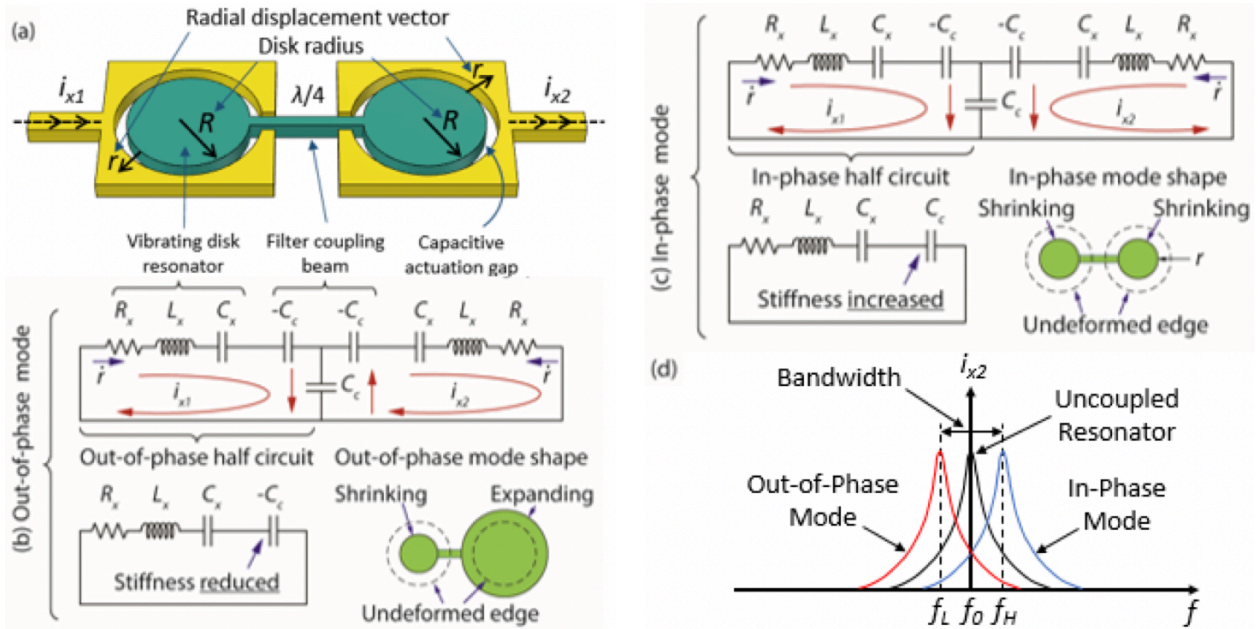 (a)
Radial displacement vector
Disk radius
i_x1
λ/4
r
i_x2
R
R
r
Vibrating disk
resonator
Filter coupling
beam
Capacitive
actuation gap
(b) Out-of-phase mode
R_x L_x C_x -C_c -C_c C_x L_x R_x
ṙ
i_x1
C_c
i_x2
ṙ
Out-of-phase half circuit
Out-of-phase mode shape
R_x L_x C_x -C_c
Stiffness reduced
Shrinking
Expanding
Undeformed edge
(c) In-phase mode
R_x L_x C_x -C_c -C_c C_x L_x R_x
ṙ
i_x1
C_c
i_x2
ṙ
In-phase half circuit
In-phase mode shape
R_x L_x C_x C_c
Stiffness increased
Shrinking
Shrinking
r
Undeformed edge
(d)
i_x2
Bandwidth
Uncoupled
Resonator
Out-of-Phase
Mode
In-Phase
Mode
f_L f_0 f_H f